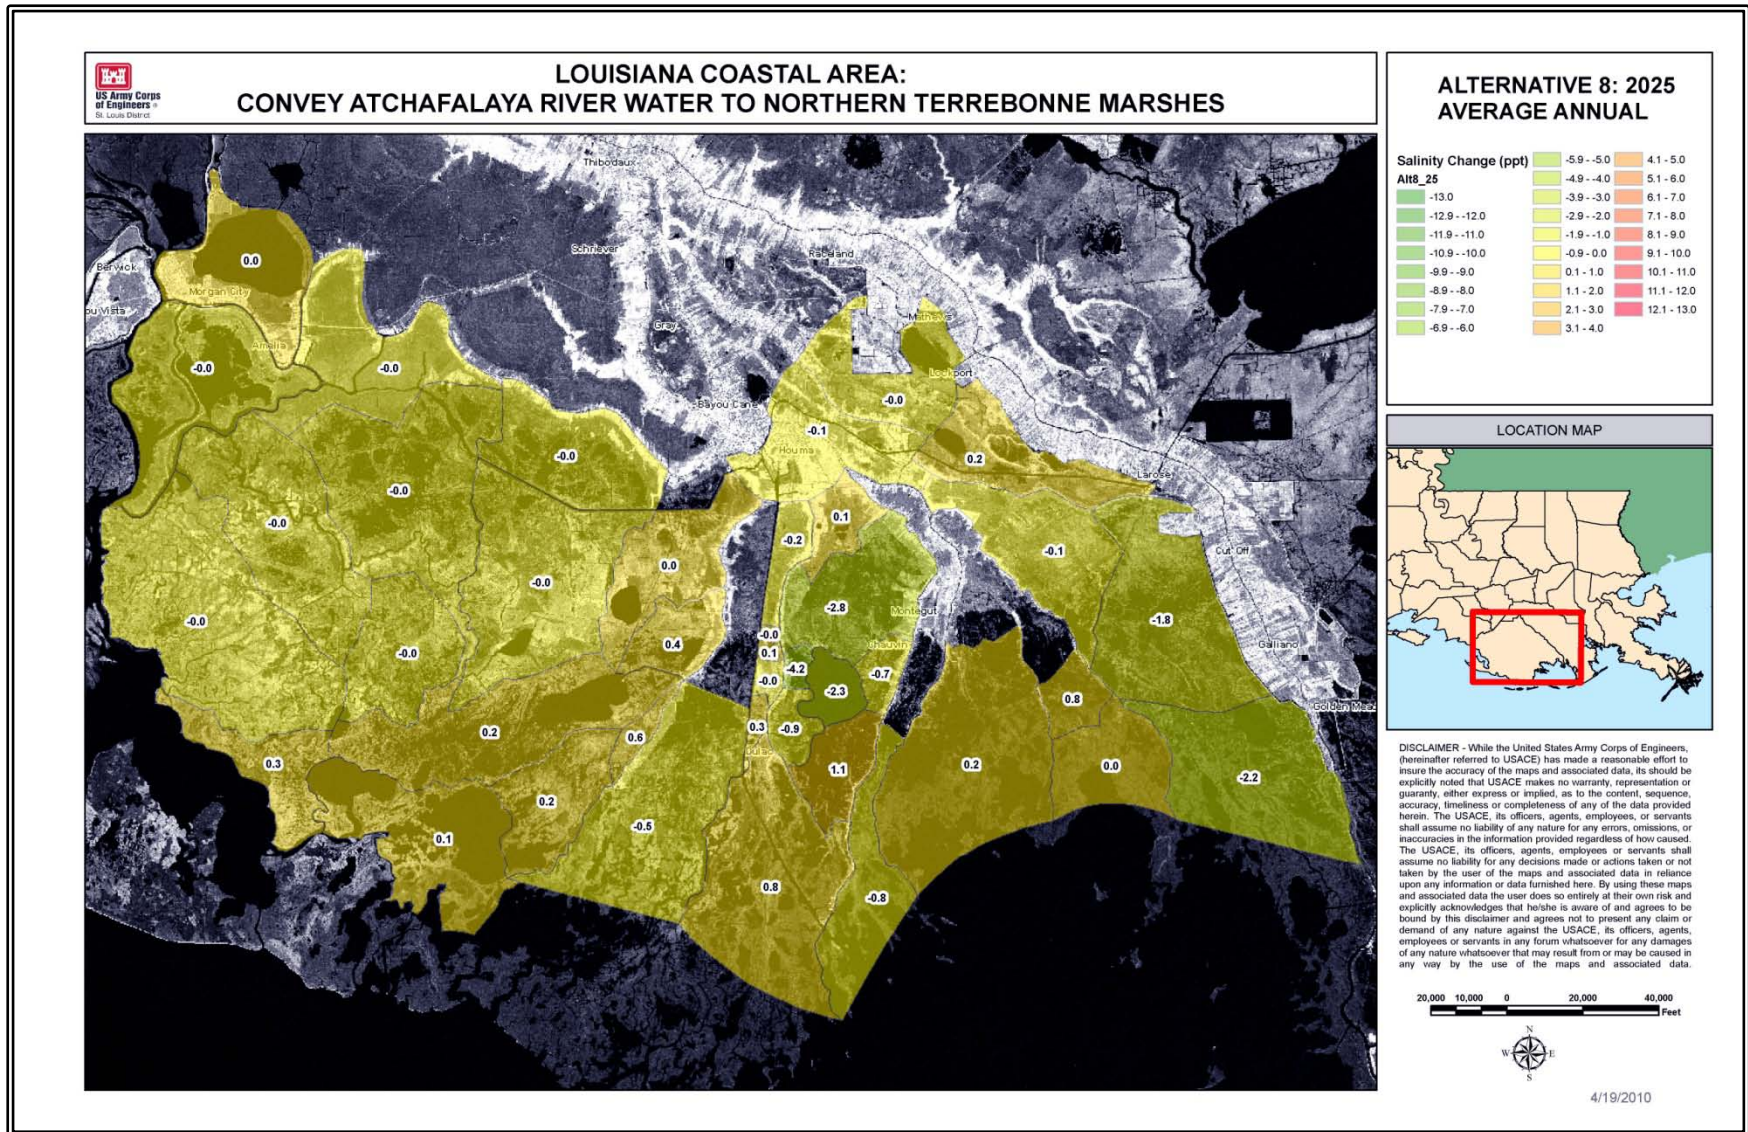 US Army Corps
of Engineers ®
St. Louis District
LOUISIANA COASTAL AREA:
CONVEY ATCHAFALAYA RIVER WATER TO NORTHERN TERREBONNE MARSHES
ALTERNATIVE 8: 2025
AVERAGE ANNUAL
Salinity Change (ppt)
Alt8_25
-13.0
-12.9 - -12.0
-11.9 - -11.0
-10.9 - -10.0
-9.9 - -9.0
-8.9 - -8.0
-7.9 - -7.0
-6.9 - -6.0
-5.9 - -5.0
-4.9 - -4.0
-3.9 - -3.0
-2.9 - -2.0
-1.9 - -1.0
-0.9 - 0.0
0.1 - 1.0
1.1 - 2.0
2.1 - 3.0
3.1 - 4.0
4.1 - 5.0
5.1 - 6.0
6.1 - 7.0
7.1 - 8.0
8.1 - 9.0
9.1 - 10.0
10.1 - 11.0
11.1 - 12.0
12.1 - 13.0
Thibodaux
Schriever
Raceland
Berwick
0.0
Morgan City
ou Vista
Gray
Mathews
Amelia
-0.0
-0.0
Lockport
Bayou Cane
-0.0
-0.1
Houma
-0.0
0.2
Larose
-0.0
-0.0
0.1
-0.2
-0.1
Cut Off
0.0
-0.0
-2.8
Montegut
-0.0
-1.8
-0.0
0.4
-0.0
0.1
Chauvin
Galliano
-4.2
-0.7
-0.0
-2.3
0.8
Golden Mea
0.2
0.6
0.3
-0.9
Dulac
0.3
1.1
0.2
0.0
-2.2
0.2
-0.5
0.1
0.8
-0.8
LOCATION MAP
DISCLAIMER - While the United States Army Corps of Engineers,
(hereinafter referred to USACE) has made a reasonable effort to
insure the accuracy of the maps and associated data, its should be
explicitly noted that USACE makes no warranty, representation or
guaranty, either express or implied, as to the content, sequence,
accuracy, timeliness or completeness of any of the data provided
herein. The USACE, its officers, agents, employees, or servants
shall assume no liability of any nature for any errors, omissions, or
inaccuracies in the information provided regardless of how caused.
The USACE, its officers, agents, employees or servants shall
assume no liability for any decisions made or actions taken or not
taken by the user of the maps and associated data in reliance
upon any information or data furnished here. By using these maps
and associated data the user does so entirely at their own risk and
explicitly acknowledges that he/she is aware of and agrees to be
bound by this disclaimer and agrees not to present any claim or
demand of any nature against the USACE, its officers, agents,
employees or servants in any forum whatsoever for any damages
of any nature whatsoever that may result from or may be caused in
any way by the use of the maps and associated data.
20,000 10,000 0 20,000 40,000
Feet
N
W E
S
4/19/2010